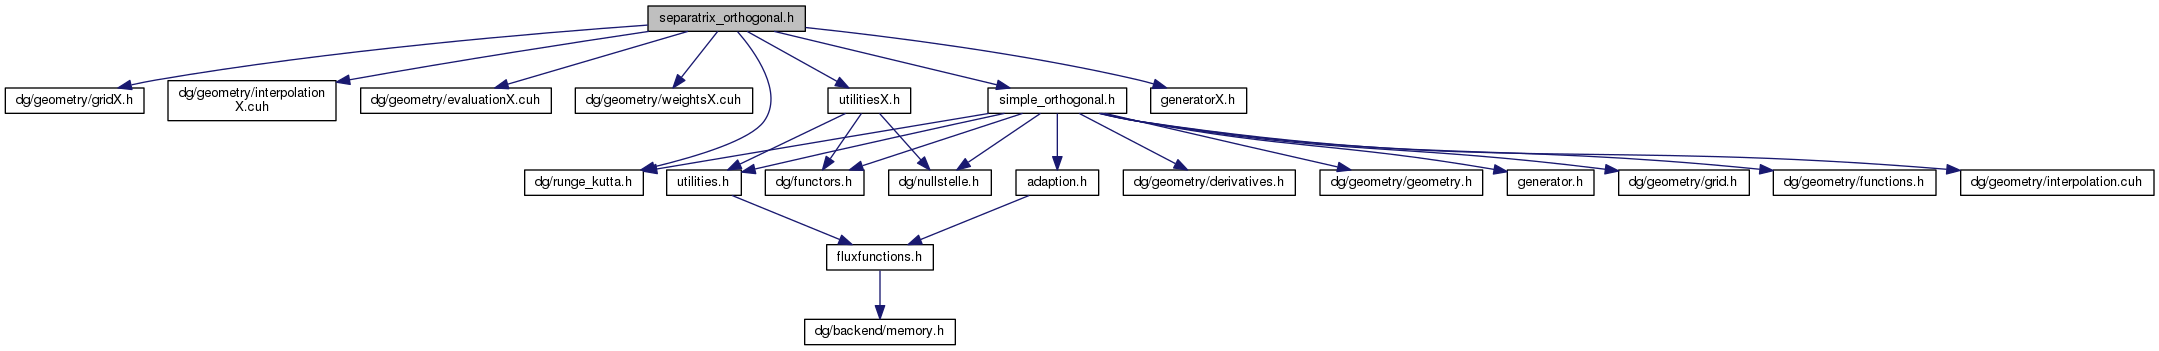 separatrix_orthogonal.h
dg/geometry/gridX.h
dg/geometry/interpolation
X.cuh
dg/geometry/evaluationX.cuh
dg/geometry/weightsX.cuh
utilitiesX.h
simple_orthogonal.h
generatorX.h
dg/runge_kutta.h
utilities.h
dg/functors.h
dg/nullstelle.h
adaption.h
dg/geometry/derivatives.h
dg/geometry/geometry.h
generator.h
dg/geometry/grid.h
dg/geometry/functions.h
dg/geometry/interpolation.cuh
fluxfunctions.h
dg/backend/memory.h